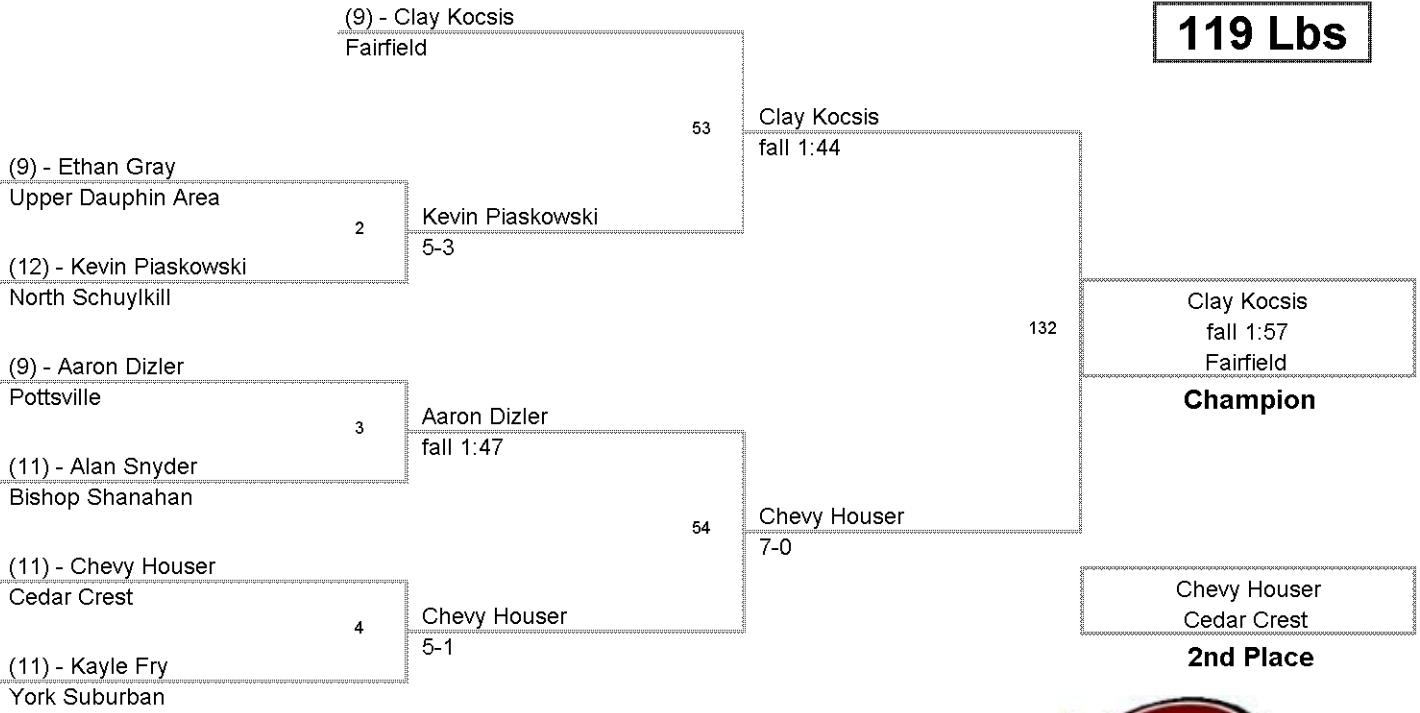 (9) - Clay Kocsis
Fairfield
119 Lbs
53
Clay Kocsis
fall 1:44
(9) - Ethan Gray
Upper Dauphin Area
2
Kevin Piaskowski
5-3
(12) - Kevin Piaskowski
North Schuylkill
132
Clay Kocsis
fall 1:57
Fairfield
Champion
(9) - Aaron Dizler
Pottsville
3
Aaron Dizler
fall 1:47
(11) - Alan Snyder
Bishop Shanahan
54
Chevy Houser
7-0
(11) - Chevy Houser
Cedar Crest
4
Chevy Houser
5-1
(11) - Kayle Fry
York Suburban
Chevy Houser
Cedar Crest
2nd Place